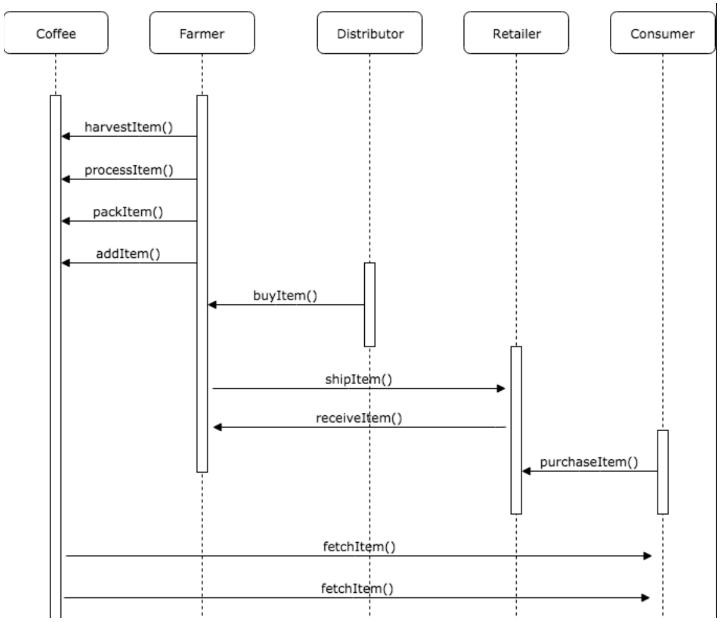 Coffee
Farmer
Distributor
Retailer
Consumer
harvestItem()
processItem()
packItem()
addItem()
buyItem()
shipItem()
receiveItem()
purchaseItem()
fetchItem()
fetchItem()